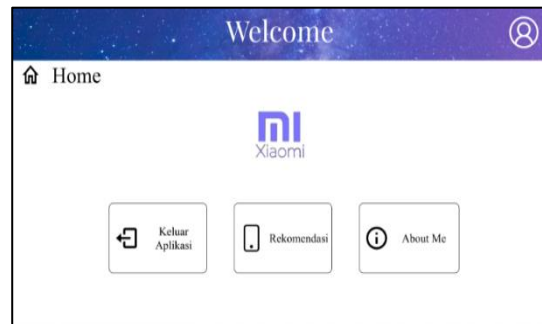 Welcome
Home
mi
Xiaomi
Keluar
Aplikasi
Rekomendasi
About Me